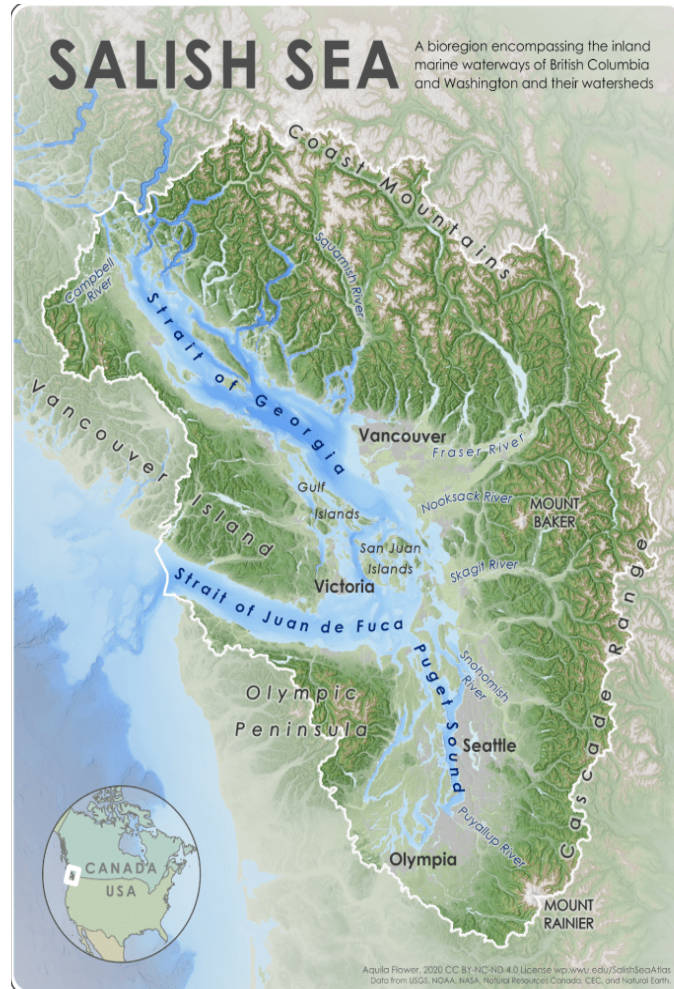 SALISH SEA
A bioregion encompassing the inland
marine waterways of British Columbia
and Washington and their watersheds
Coast Mountains
Campbell
River
Squamish River
Strait of Georgia
Vancouver Island
Vancouver
Fraser River
Gulf
Islands
Nooksack River
MOUNT
BAKER
San Juan
Islands
Skagit River
Victoria
Strait of Juan de Fuca
Cascade Range
Puget Sound
Snohomish
River
Olympic
Peninsula
Seattle
Puyallup River
Olympia
CANADA
USA
MOUNT
RAINIER
Aquila Flower, 2020 CC BY-NC-ND 4.0 License wp.wwu.edu/SalishSeaAtlas
Data from USGS, NOAA, NASA, Natural Resources Canada, CEC, and Natural Earth.